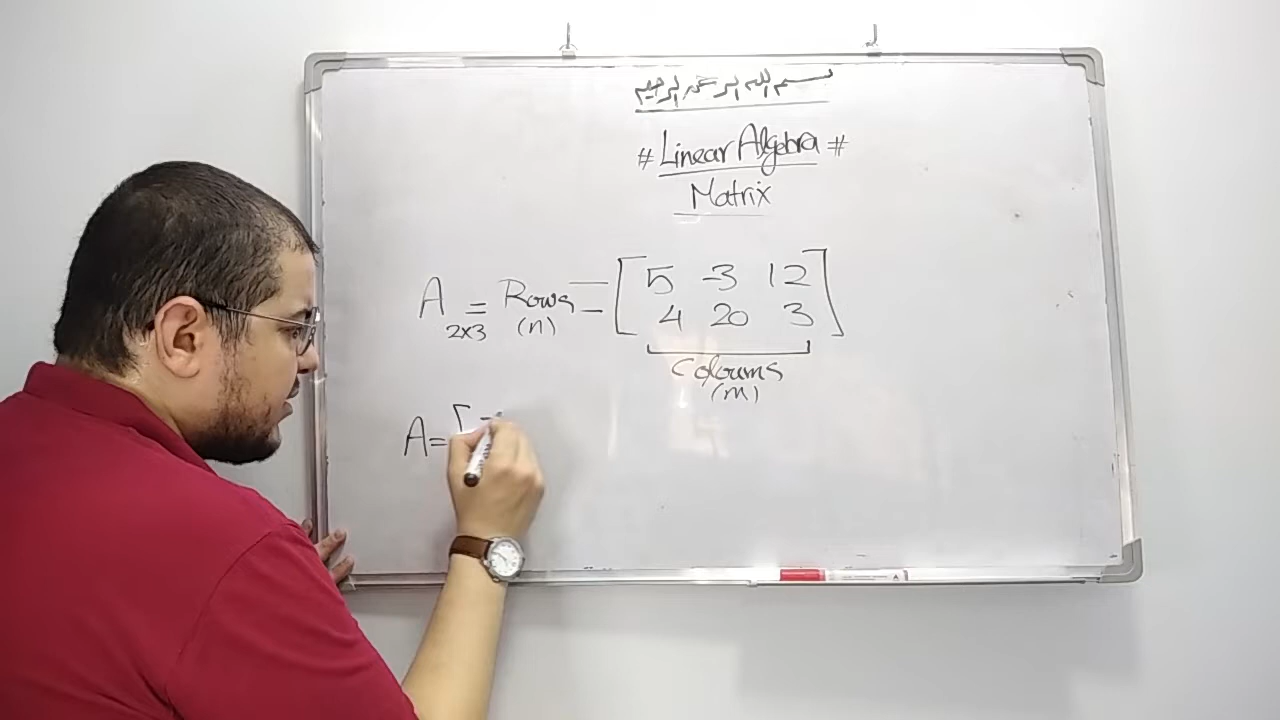 بسم الله الرحمن الرحيم
# Linear Algebra #
Matrix
A 2x3 = Rows (n) = [ 5 -3 12
4 20 3 ]
Coloums
(m)
A = [